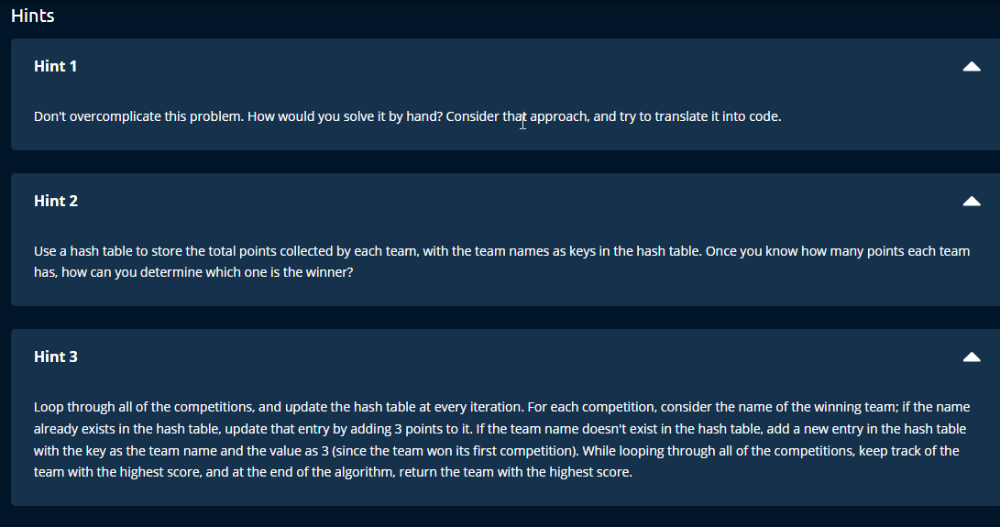 Hints
Hint 1
Don't overcomplicate this problem. How would you solve it by hand? Consider that approach, and try to translate it into code.
Hint 2
Use a hash table to store the total points collected by each team, with the team names as keys in the hash table. Once you know how many points each team
has, how can you determine which one is the winner?
Hint 3
Loop through all of the competitions, and update the hash table at every iteration. For each competition, consider the name of the winning team; if the name
already exists in the hash table, update that entry by adding 3 points to it. If the team name doesn't exist in the hash table, add a new entry in the hash table
with the key as the team name and the value as 3 (since the team won its first competition). While looping through all of the competitions, keep track of the
team with the highest score, and at the end of the algorithm, return the team with the highest score.